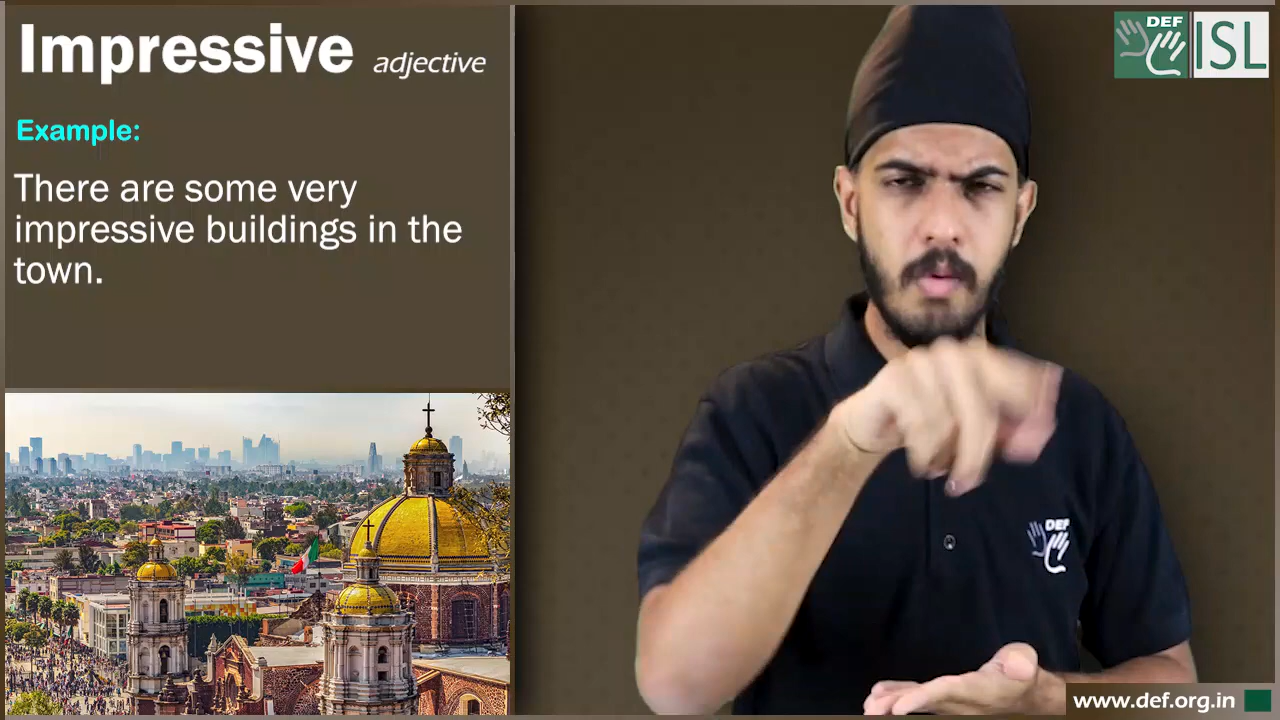 Impressive adjective
Example:
There are some very
impressive buildings in the
town.
DEF
ISL
DEF
www.def.org.in